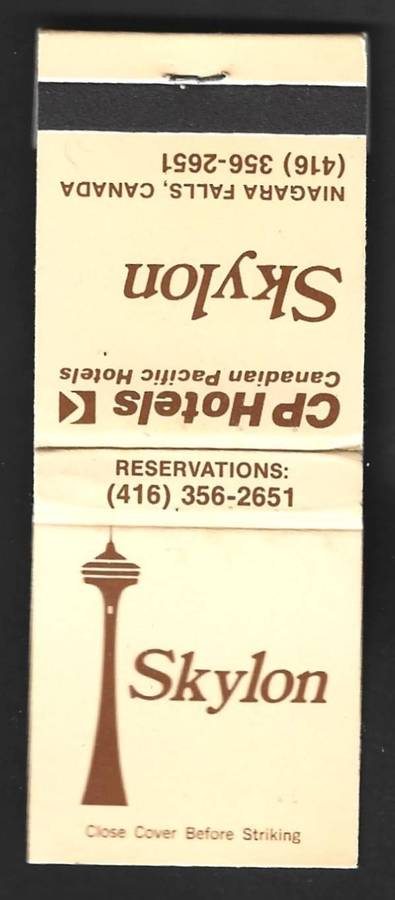 CP Hotels
Canadian Pacific Hotels
Skylon
NIAGARA FALLS, CANADA
(416) 356-2651
RESERVATIONS:
(416) 356-2651
Skylon
Close Cover Before Striking